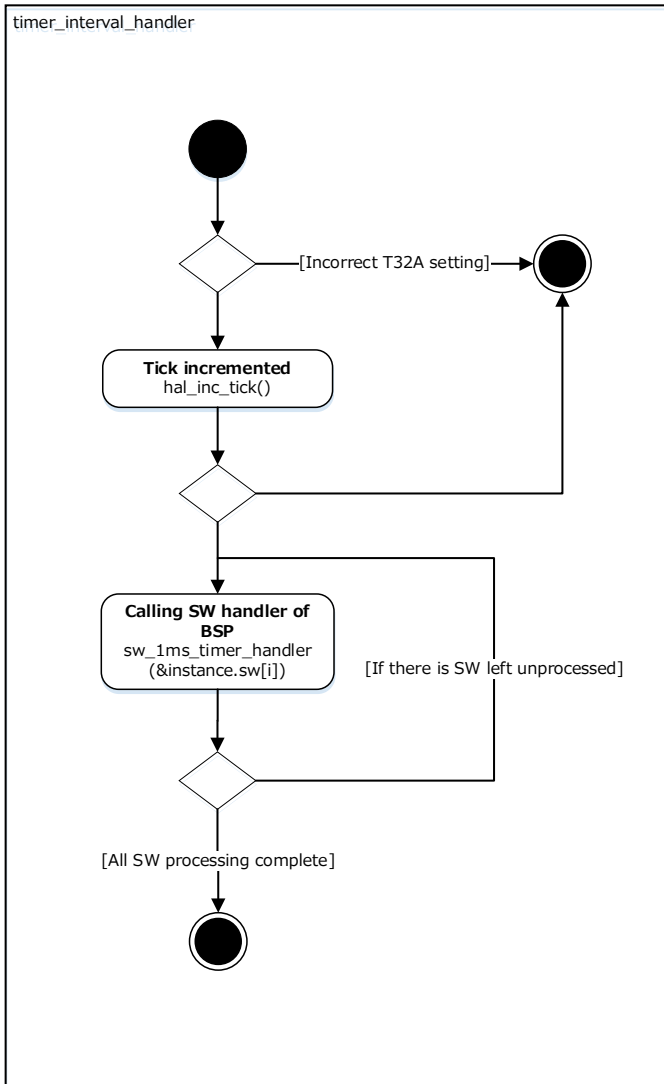 timer_interval_handler
[Incorrect T32A setting]
Tick incremented
hal_inc_tick()
Calling SW handler of
BSP
sw_1ms_timer_handler
(&instance.sw[i])
[If there is SW left unprocessed]
[All SW processing complete]